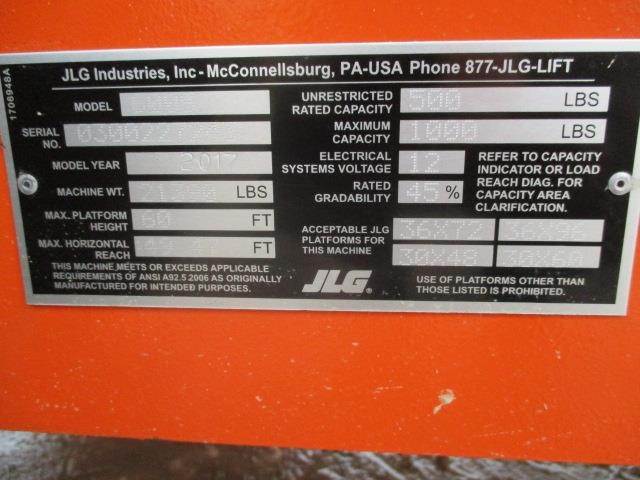 1706948A
JLG Industries, Inc - McConnellsburg, PA-USA Phone 877-JLG-LIFT
MODEL
SERIAL NO.
MODEL YEAR 2017
MACHINE WT. LBS
MAX. PLATFORM HEIGHT 60 FT
MAX. HORIZONTAL REACH FT
THIS MACHINE MEETS OR EXCEEDS APPLICABLE
REQUIREMENTS OF ANSI A92.5 2006 AS ORIGINALLY
MANUFACTURED FOR INTENDED PURPOSES.
UNRESTRICTED RATED CAPACITY 500 LBS
MAXIMUM CAPACITY 1000 LBS
ELECTRICAL SYSTEMS VOLTAGE 12
RATED GRADABILITY 45 %
REFER TO CAPACITY
INDICATOR OR LOAD
REACH DIAG. FOR
CAPACITY AREA
CLARIFICATION.
ACCEPTABLE JLG
PLATFORMS FOR
THIS MACHINE
36X72 36X96
30X48 30X60
JLG®
USE OF PLATFORMS OTHER THAN
THOSE LISTED IS PROHIBITED.